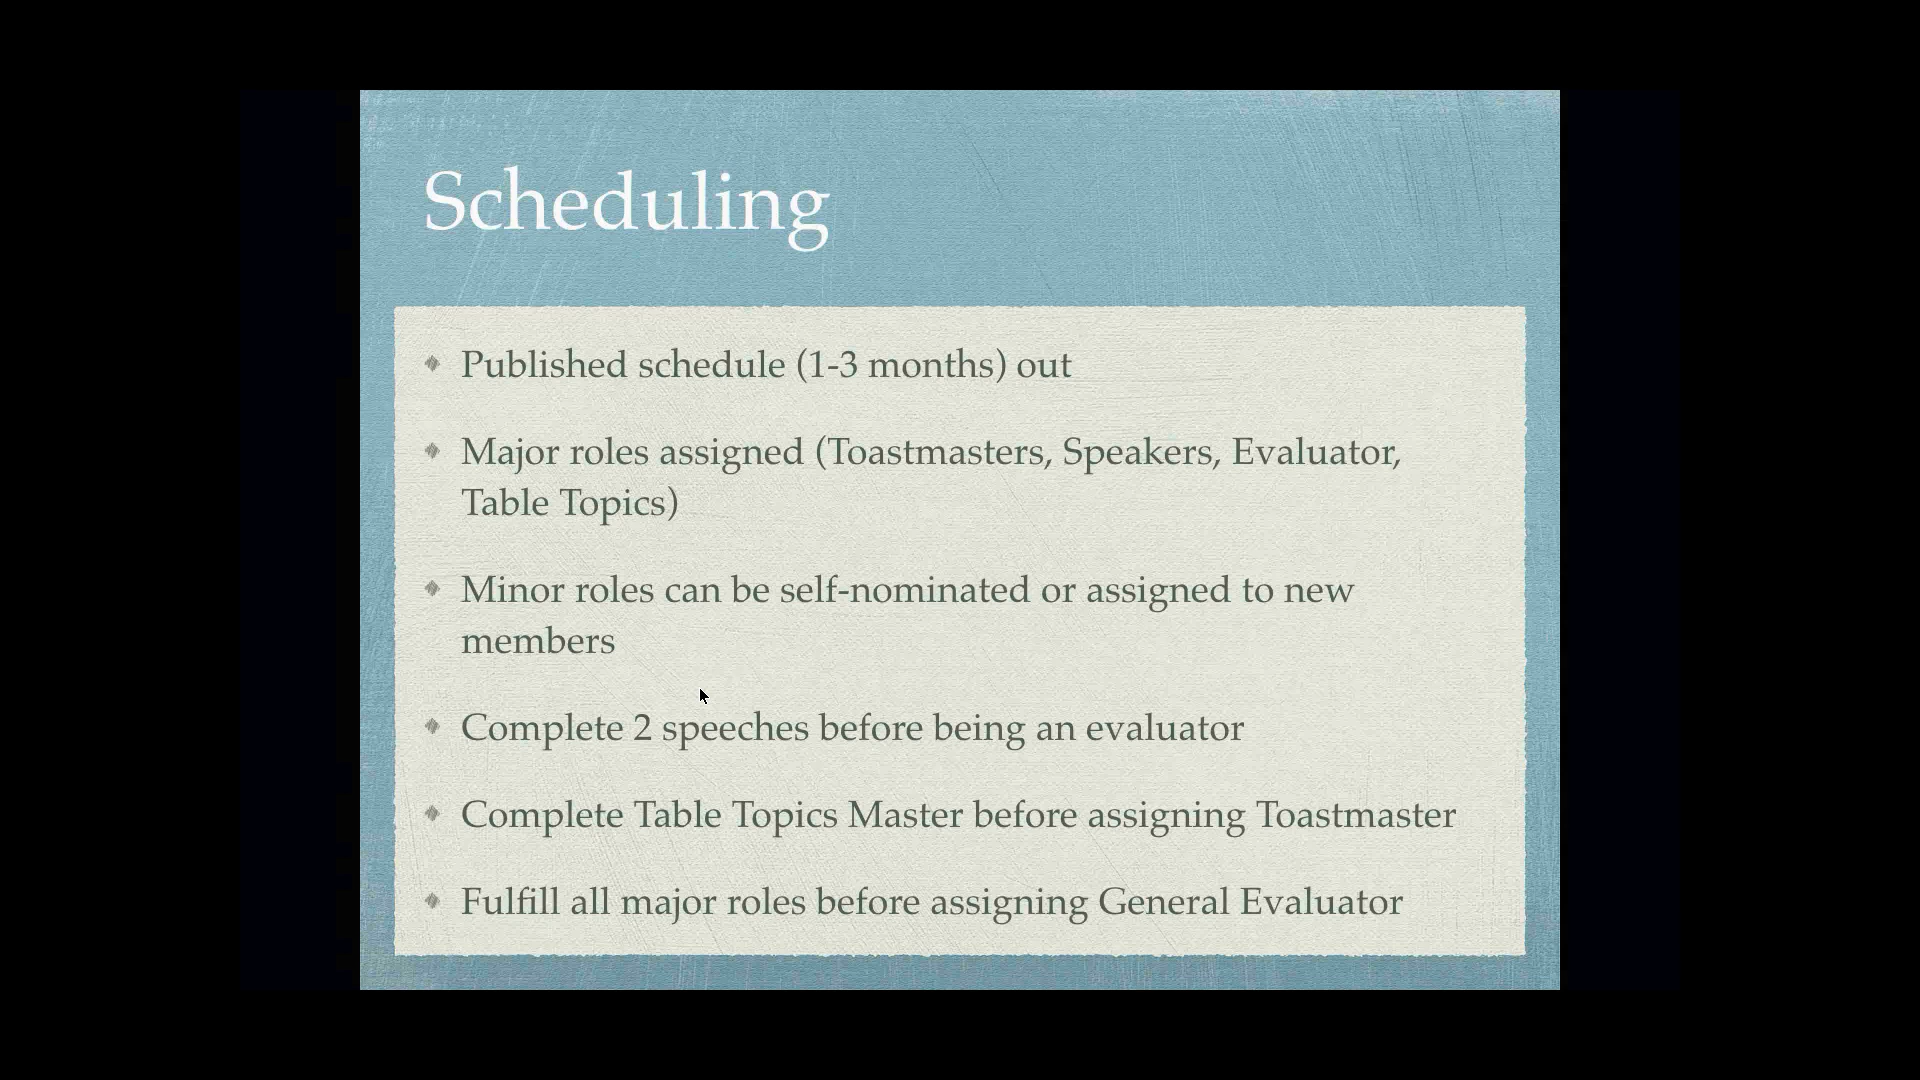 Scheduling
Published schedule (1-3 months) out
Major roles assigned (Toastmasters, Speakers, Evaluator,
Table Topics)
Minor roles can be self-nominated or assigned to new
members
Complete 2 speeches before being an evaluator
Complete Table Topics Master before assigning Toastmaster
Fulfill all major roles before assigning General Evaluator